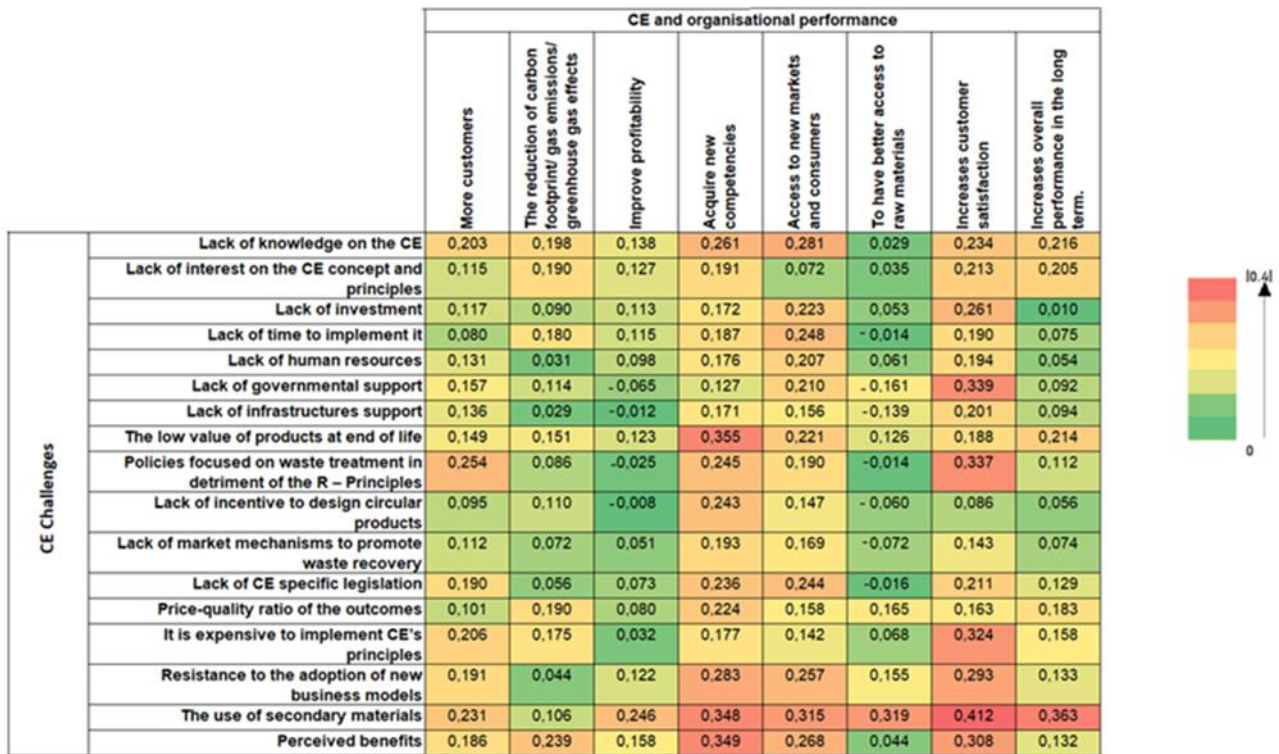 CE and organisational performance
More customers
The reduction of carbon
footprint/ gas emissions/
greenhouse gas effects
Improve profitability
Acquire new
competencies
Access to new markets
and consumers
To have better access to
raw materials
Increases customer
satisfaction
Increases overall
performance in the long
term.
CE Challenges
Lack of knowledge on the CE 0,203 0,198 0,138 0,261 0,281 0,029 0,234 0,216
Lack of interest on the CE concept and
principles 0,115 0,190 0,127 0,191 0,072 0,035 0,213 0,205
Lack of investment 0,117 0,090 0,113 0,172 0,223 0,053 0,261 0,010
Lack of time to implement it 0,080 0,180 0,115 0,187 0,248 -0,014 0,190 0,075
Lack of human resources 0,131 0,031 0,098 0,176 0,207 0,061 0,194 0,054
Lack of governmental support 0,157 0,114 -0,065 0,127 0,210 -0,161 0,339 0,092
Lack of infrastructures support 0,136 0,029 -0,012 0,171 0,156 -0,139 0,201 0,094
The low value of products at end of life 0,149 0,151 0,123 0,355 0,221 0,126 0,188 0,214
Policies focused on waste treatment in
detriment of the R – Principles 0,254 0,086 -0,025 0,245 0,190 -0,014 0,337 0,112
Lack of incentive to design circular
products 0,095 0,110 -0,008 0,243 0,147 -0,060 0,086 0,056
Lack of market mechanisms to promote
waste recovery 0,112 0,072 0,051 0,193 0,169 -0,072 0,143 0,074
Lack of CE specific legislation 0,190 0,056 0,073 0,236 0,244 -0,016 0,211 0,129
Price-quality ratio of the outcomes 0,101 0,190 0,080 0,224 0,158 0,165 0,163 0,183
It is expensive to implement CE's
principles 0,206 0,175 0,032 0,177 0,142 0,068 0,324 0,158
Resistance to the adoption of new
business models 0,191 0,044 0,122 0,283 0,257 0,155 0,293 0,133
The use of secondary materials 0,231 0,106 0,246 0,348 0,315 0,319 0,412 0,363
Perceived benefits 0,186 0,239 0,158 0,349 0,268 0,044 0,308 0,132
|0.4|
0